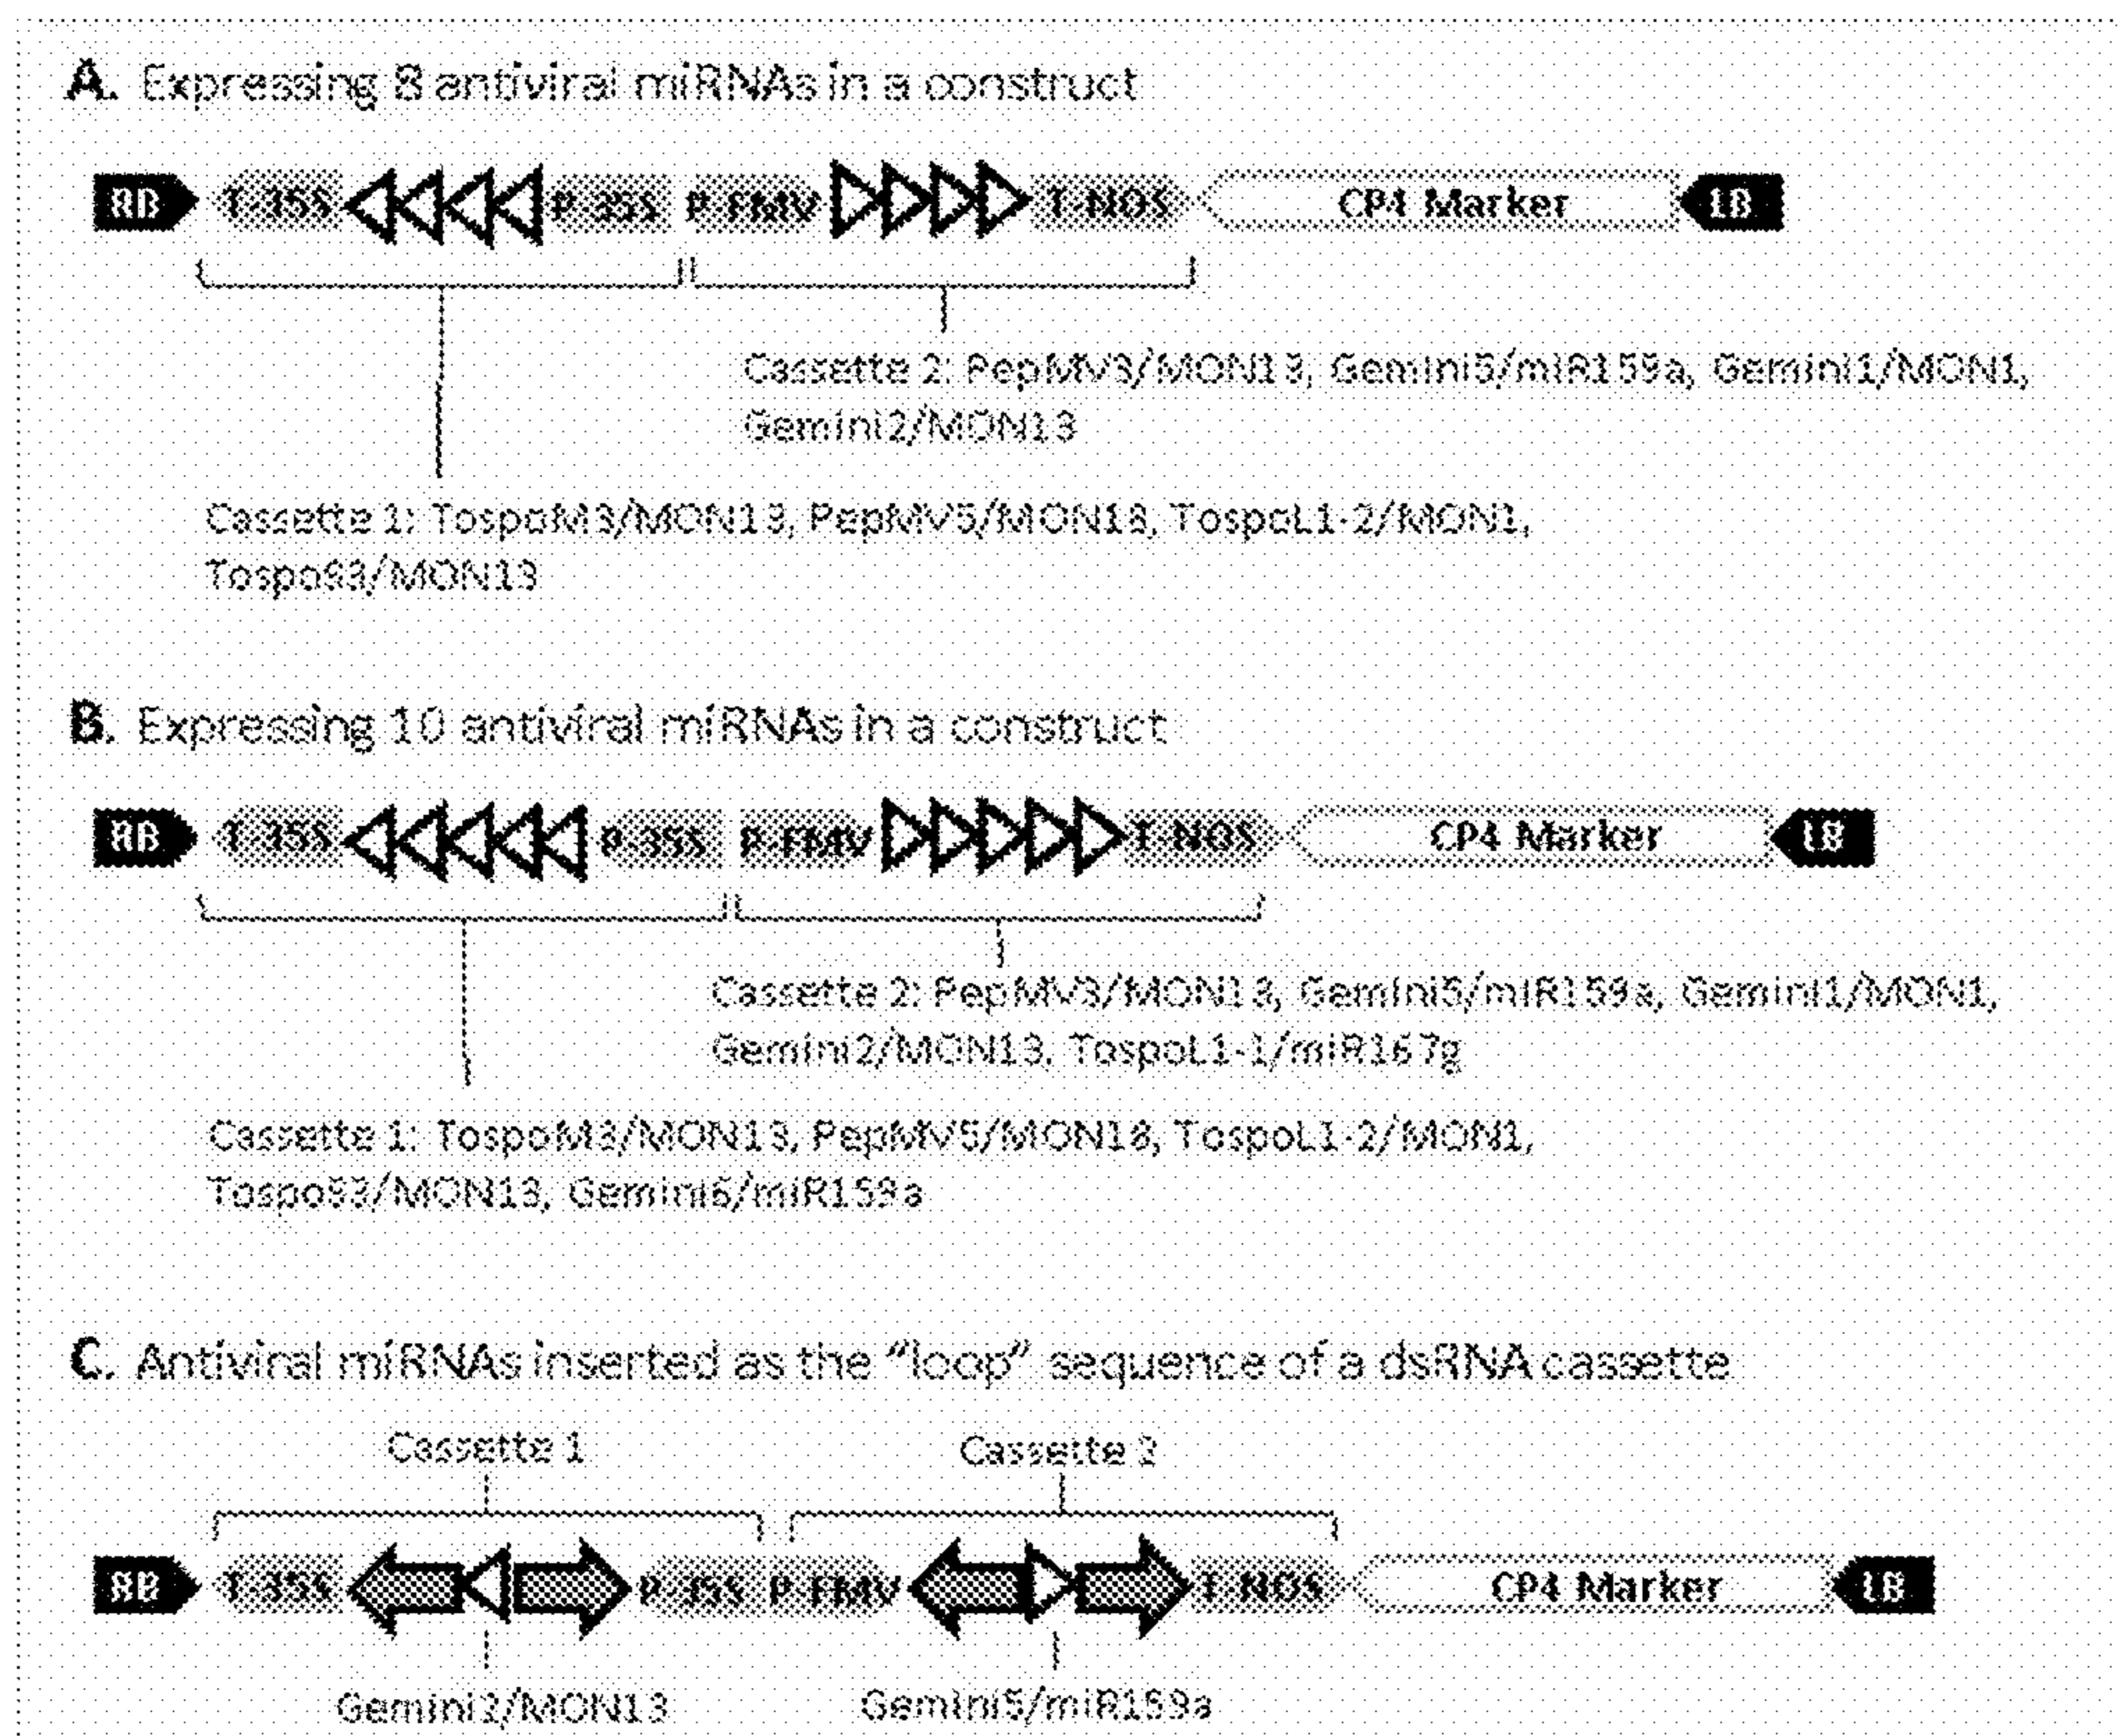 A. Expressing 8 antiviral miRNAs in a construct
RB T-35S P-35S P-FMV T-NOS CP4 Marker LB
Cassette 2: PepMV3/MON13, Gemini5/miR159a, Gemini1/MON1,
Gemini2/MON13
Cassette 1: TospoM3/MON13, PepMV5/MON18, TospoL1-2/MON1,
TospoS3/MON13
B. Expressing 10 antiviral miRNAs in a construct
RB T-35S P-35S P-FMV T-NOS CP4 Marker LB
Cassette 2: PepMV3/MON13, Gemini5/miR159a, Gemini1/MON1,
Gemini2/MON13, TospoL1-1/miR167g
Cassette 1: TospoM3/MON13, PepMV5/MON18, TospoL1-2/MON1,
TospoS3/MON13, Gemini6/miR159a
C. Antiviral miRNAs inserted as the “loop” sequence of a dsRNA cassette
Cassette 1 Cassette 2
RB T-35S P-35S P-FMV T-NOS CP4 Marker LB
Gemini2/MON13 Gemini5/miR159a